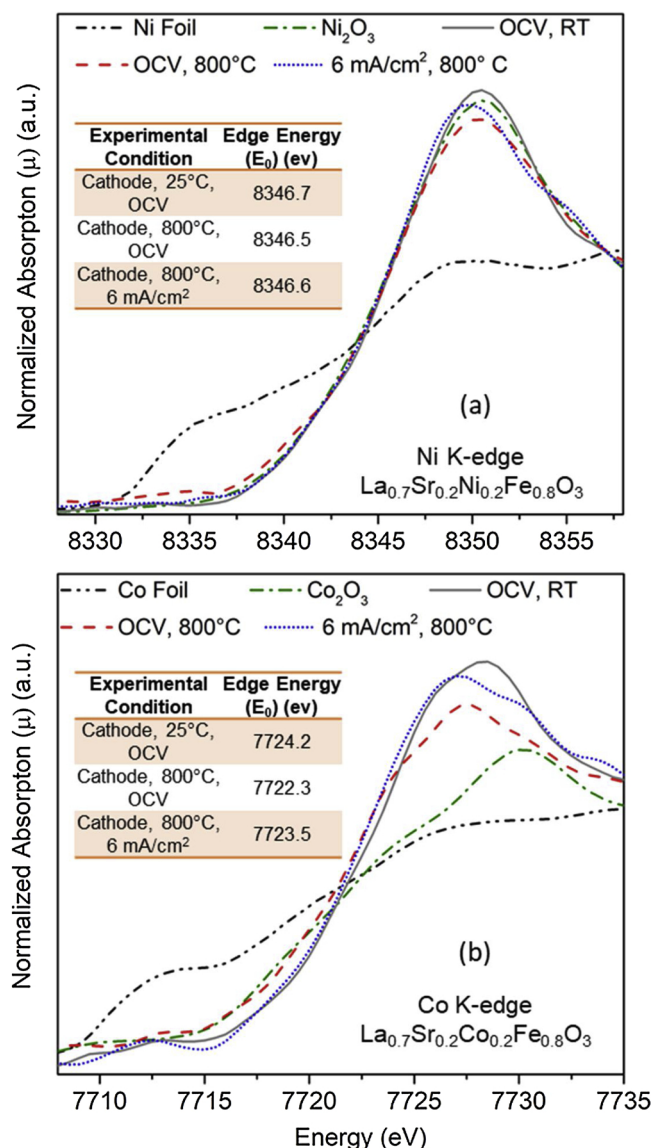 Ni Foil Ni₂O₃ OCV, RT
OCV, 800°C 6 mA/cm², 800° C
Experimental Edge Energy
Condition (E₀) (ev)
Cathode, 25°C, OCV 8346.7
Cathode, 800°C, OCV 8346.5
Cathode, 800°C, 6 mA/cm² 8346.6
Normalized Absorpton (μ) (a.u.)
(a)
Ni K-edge
La₀.₇Sr₀.₂Ni₀.₂Fe₀.₈O₃
8330 8335 8340 8345 8350 8355
Co Foil Co₂O₃ OCV, RT
OCV, 800°C 6 mA/cm², 800°C
Experimental Edge Energy
Condition (E₀) (ev)
Cathode, 25°C, OCV 7724.2
Cathode, 800°C, OCV 7722.3
Cathode, 800°C, 6 mA/cm² 7723.5
Normalized Absorpton (μ) (a.u.)
(b)
Co K-edge
La₀.₇Sr₀.₂Co₀.₂Fe₀.₈O₃
7710 7715 7720 7725 7730 7735
Energy (eV)